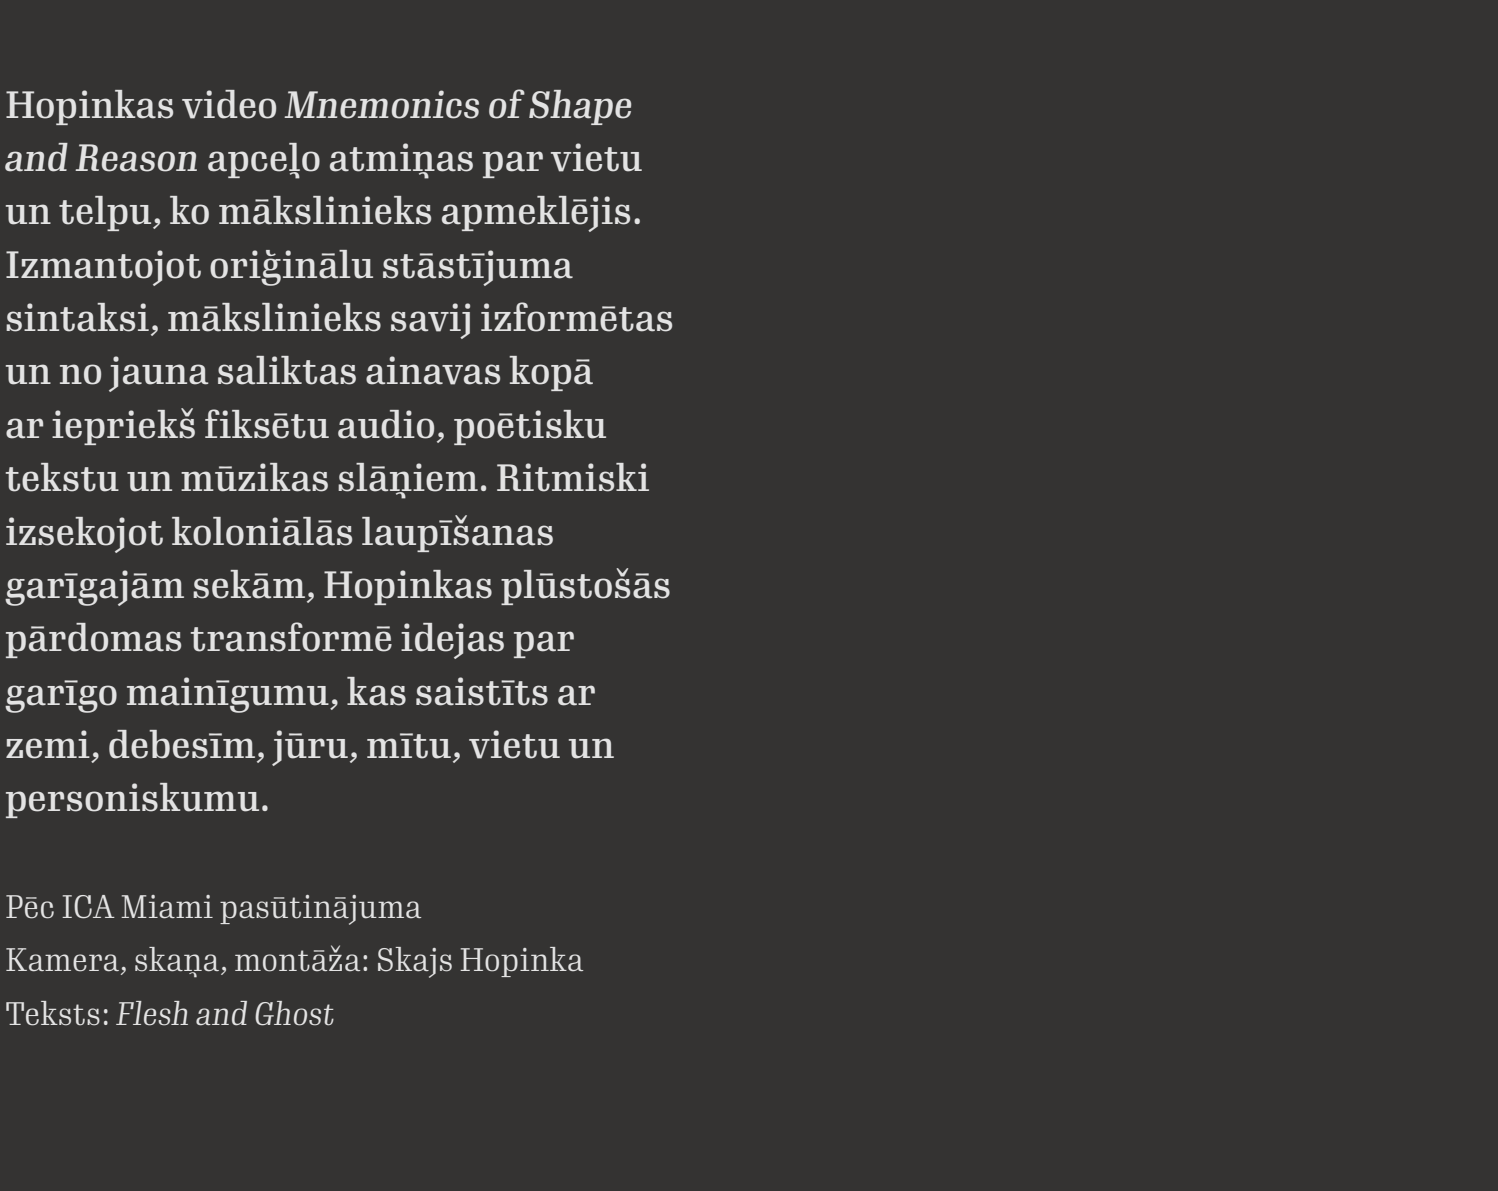 Hopinkas video Mnemonics of Shape
and Reason apceļo atmiņas par vietu
un telpu, ko mākslinieks apmeklējis.
Izmantojot oriģinālu stāstījuma
sintaksi, mākslinieks savij izformētas
un no jauna saliktas ainavas kopā
ar iepriekš fiksētu audio, poētisku
tekstu un mūzikas slāņiem. Ritmiski
izsekojot koloniālās laupīšanas
garīgajām sekām, Hopinkas plūstošās
pārdomas transformē idejas par
garīgo mainīgumu, kas saistīts ar
zemi, debesīm, jūru, mītu, vietu un
personiskumu.
Pēc ICA Miami pasūtinājuma
Kamera, skaņa, montāža: Skajs Hopinka
Teksts: Flesh and Ghost